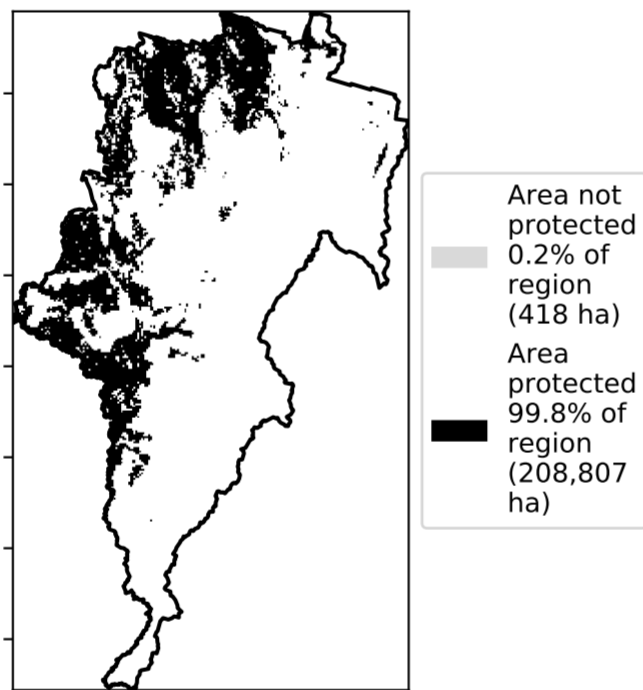 Area not
protected
0.2% of
region
(418 ha)
Area
protected
99.8% of
region
(208,807
ha)